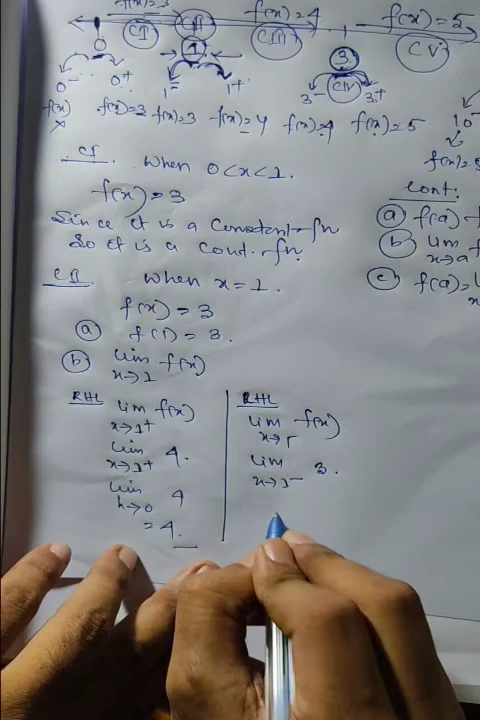 f(x)=3 f(x)=4 f(x)=5
CI CII CIII CV
0 1 3
0- 0+ 1- 1+ 3- CIV 3+ 10-
f(x) f(x)=3 f(x)=3 f(x)=4 f(x)=4 f(x)=5
x
CI. When 0<x<1.
f(x)=3
Since it is a Constant fn
So it is a cont. fn.
CII. when x=1.
f(x)=3
(a) f(1)=3.
(b) lim f(x)
x→1
RHL
lim f(x)
x→1+
lim 4.
x→1+
lim 4
h→0
=4.
RHL
lim f(x)
x→1-
lim 3.
x→1-
Cont:
(a) f(a)
(b) lim
x→a
(c) f(a)=